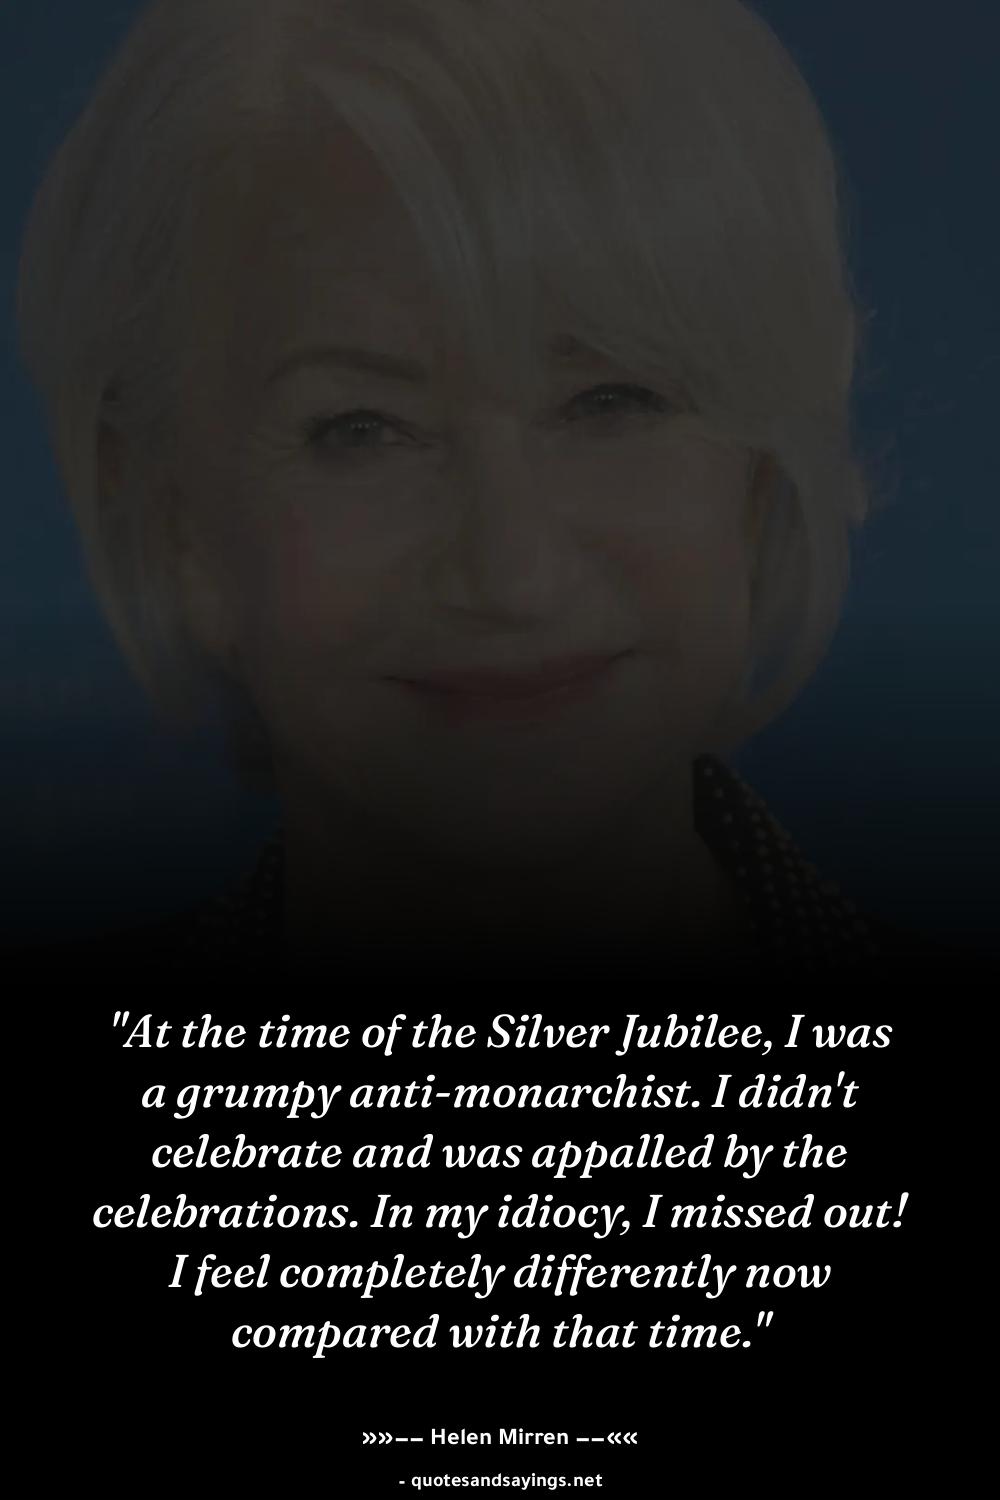 "At the time of the Silver Jubilee, I was
a grumpy anti-monarchist. I didn't
celebrate and was appalled by the
celebrations. In my idiocy, I missed out!
I feel completely differently now
compared with that time."
»»–– Helen Mirren ––««
- quotesandsayings.net